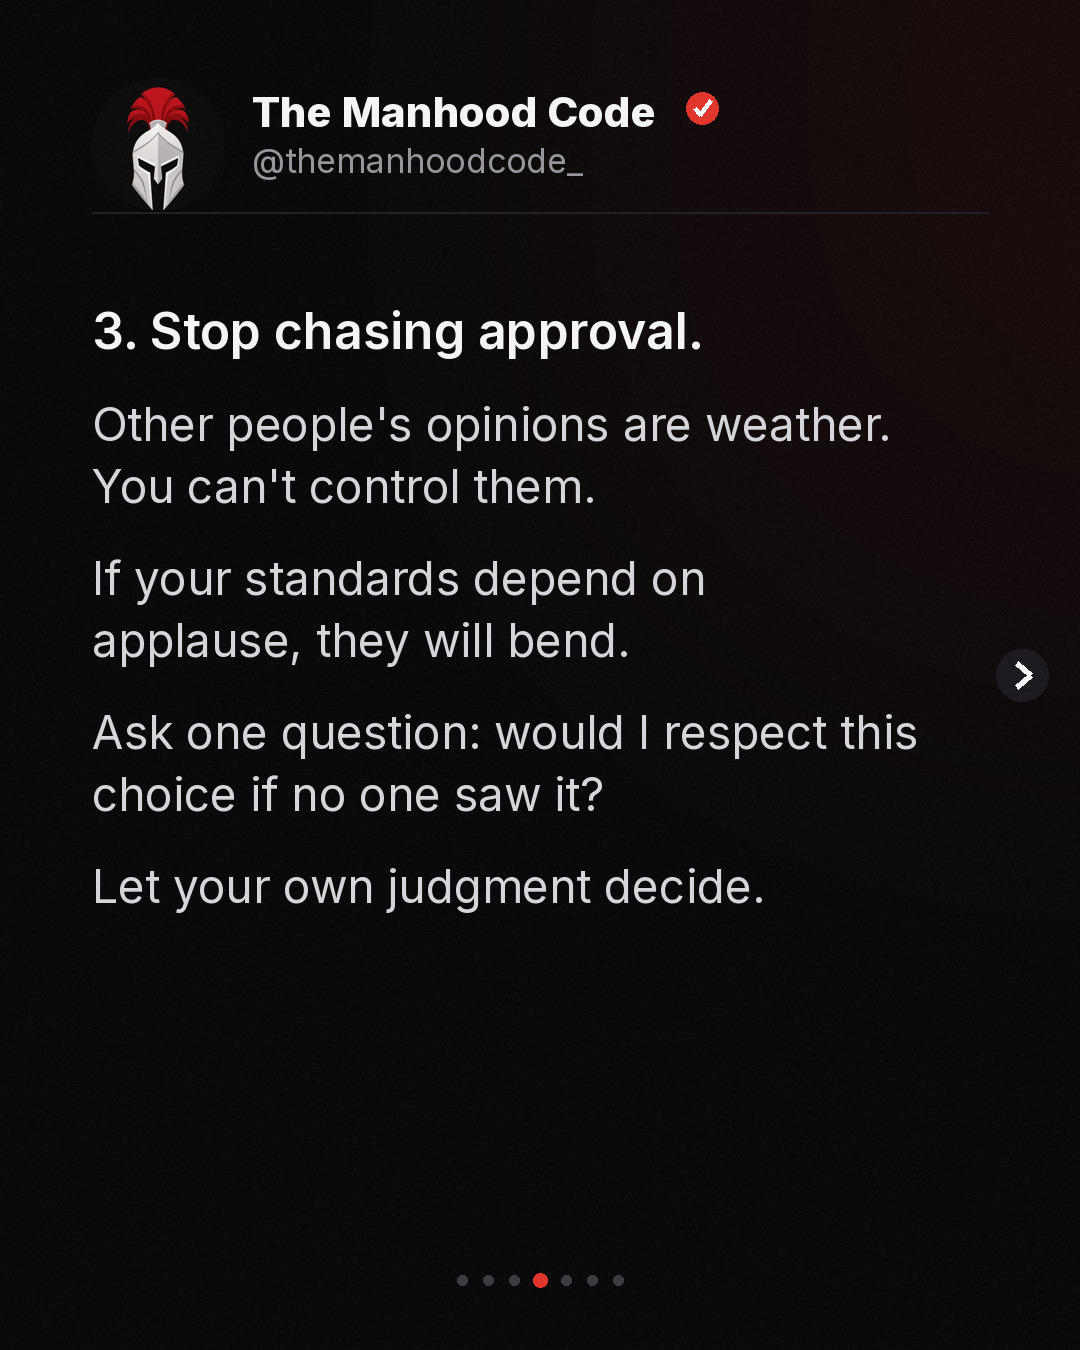 The Manhood Code
@themanhoodcode_
3. Stop chasing approval.
Other people's opinions are weather.
You can't control them.
If your standards depend on
applause, they will bend.
Ask one question: would I respect this
choice if no one saw it?
Let your own judgment decide.